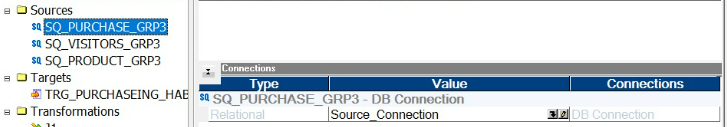 Sources
SQ_PURCHASE_GRP3
SQ_VISITORS_GRP3
SQ_PRODUCT_GRP3
Targets
TRG_PURCHASEING_HAB
Transformations
Connections
Type Value Connections
SQ_PURCHASE_GRP3 - DB Connection
Relational Source_Connection DB Connection